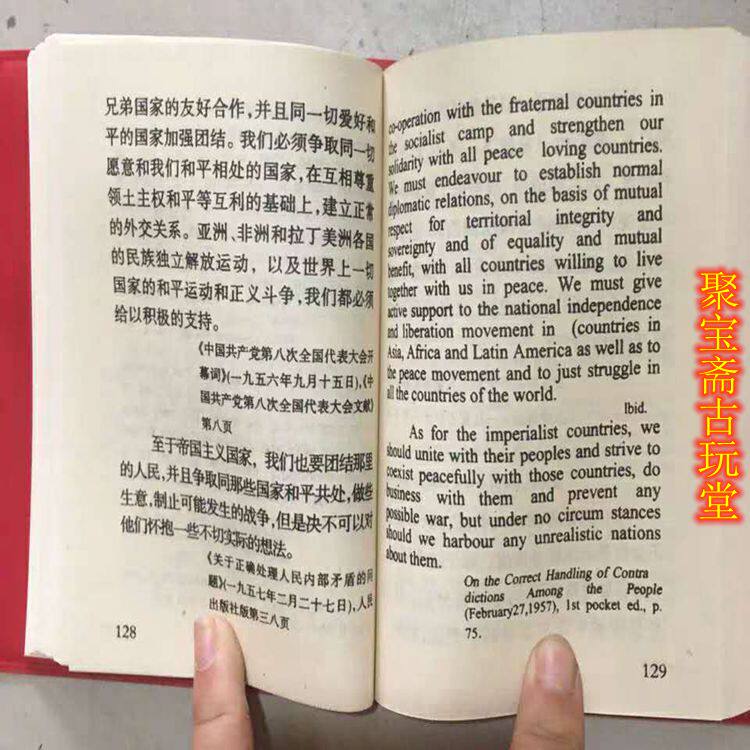 兄弟国家的友好合作，并且同一切爱好和
平的国家加强团结。我们必须争取同一切
愿意和我们和平相处的国家，在互相尊重
领土主权和平等互利的基础上，建立正常
的外交关系。亚洲、非洲和拉丁美洲各国
的民族独立解放运动，以及世界上一切
国家的和平运动和正义斗争，我们都必须
给以积极的支持。
《中国共产党第八次全国代表大会开
幕词》(一九五六年九月十五日)，《中
国共产党第八次全国代表大会文献》
第八页
至于帝国主义国家，我们也要团结那里
的人民，并且争取同那些国家和平共处，做些
生意，制止可能发生的战争，但是决不可以对
他们怀抱一些不切实际的想法。
《关于正确处理人民内部矛盾的问
题》(一九五七年二月二十七日)，人民
出版社版第三八页
128
co-operation with the fraternal countries in
the socialist camp and strengthen our
solidarity with all peace loving countries.
We must endeavour to establish normal
diplomatic relations, on the basis of mutual
respect for territorial integrity and
sovereignty and of equality and mutual
benefit, with all countries willing to live
together with us in peace. We must give
active support to the national independence
and liberation movement in (countries in
Asia, Africa and Latin America as well as to
the peace movement and to just struggle in
all the countries of the world.
Ibid.
As for the imperialist countries, we
should unite with their peoples and strive to
coexist peacefully with those countries, do
business with them and prevent any
possible war, but under no circum stances
should we harbour any unrealistic nations
about them.
On the Correct Handling of Contra
dictions Among the People
(February27,1957), 1st pocket ed., p.
75.
129
聚宝斋古玩堂